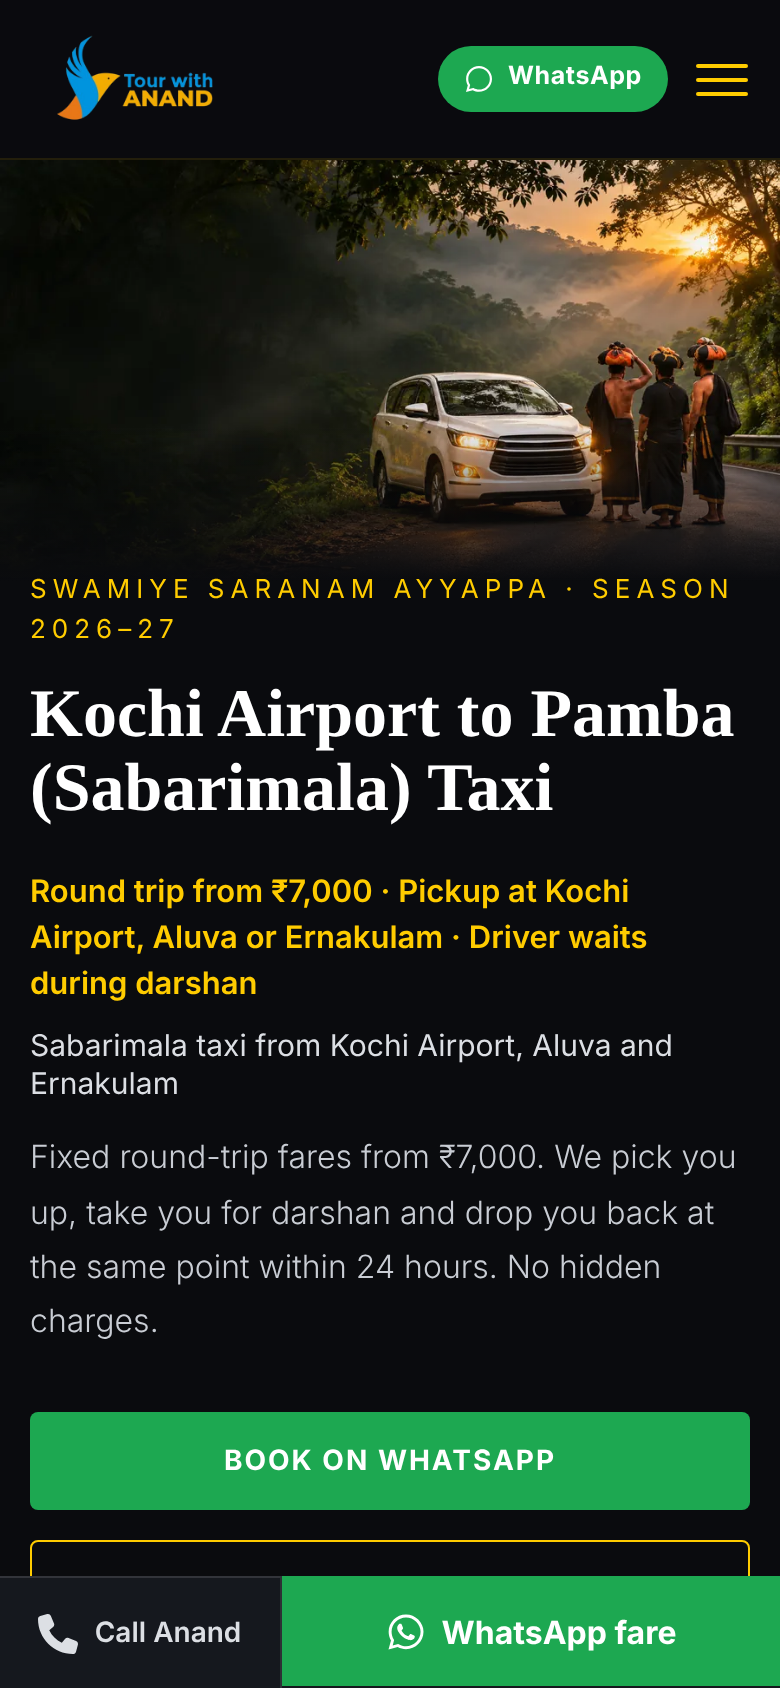 Tour with
ANAND
WhatsApp
SWAMIYE SARANAM AYYAPPA · SEASON
2026–27
Kochi Airport to Pamba
(Sabarimala) Taxi
Round trip from ₹7,000 · Pickup at Kochi
Airport, Aluva or Ernakulam · Driver waits
during darshan
Sabarimala taxi from Kochi Airport, Aluva and
Ernakulam
Fixed round-trip fares from ₹7,000. We pick you
up, take you for darshan and drop you back at
the same point within 24 hours. No hidden
charges.
BOOK ON WHATSAPP
Call Anand
WhatsApp fare